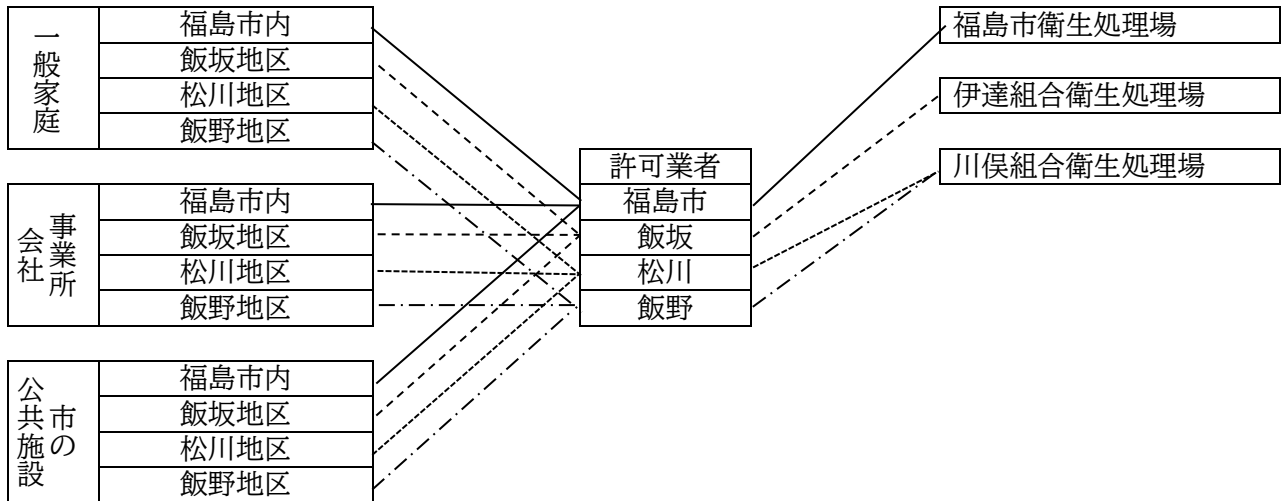 一般家庭
福島市内
飯坂地区
松川地区
飯野地区
事業所
会社
福島市内
飯坂地区
松川地区
飯野地区
市の
公共施設
福島市内
飯坂地区
松川地区
飯野地区
許可業者
福島市
飯坂
松川
飯野
福島市衛生処理場
伊達組合衛生処理場
川俣組合衛生処理場